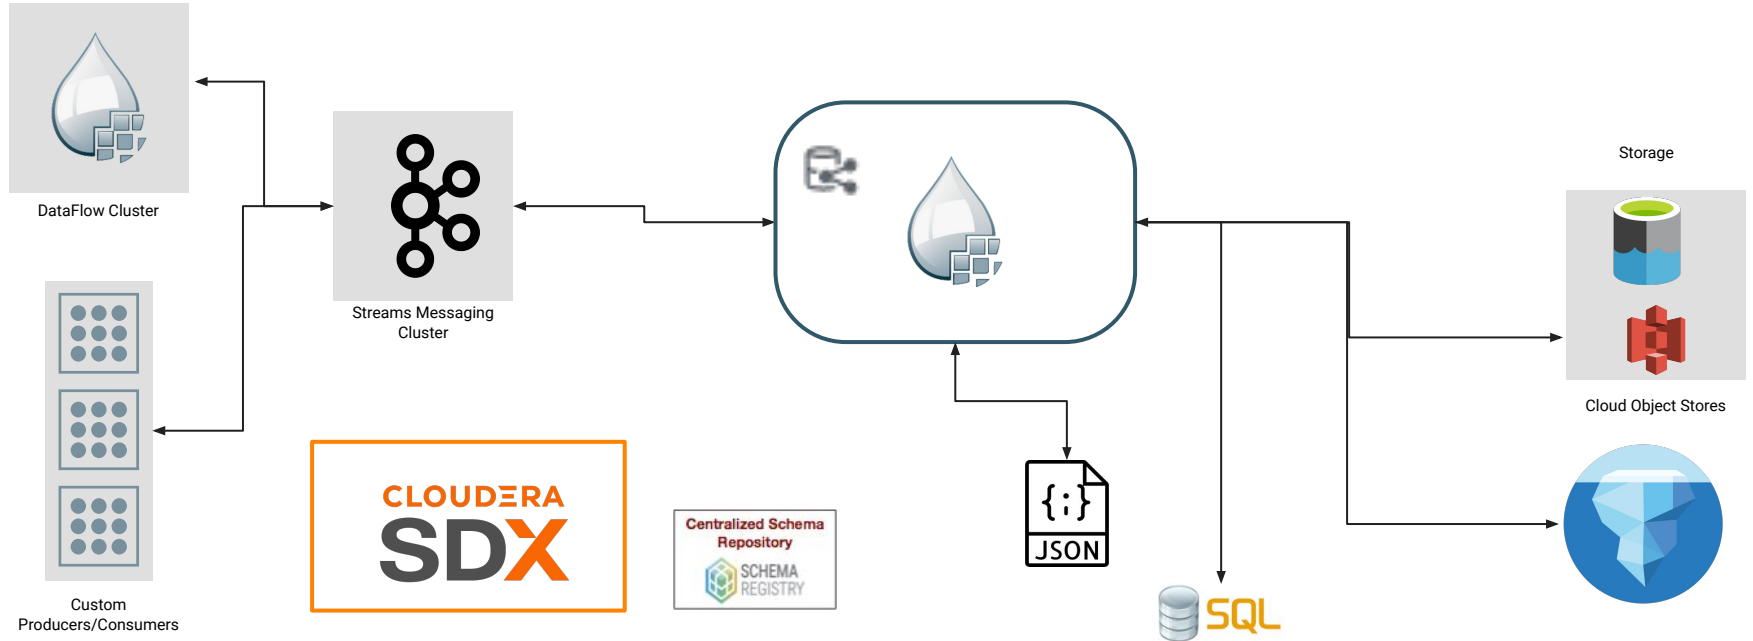 DataFlow Cluster
Streams Messaging
Cluster
Custom
Producers/Consumers
CLOUDERA
SDX
Centralized Schema
Repository
SCHEMA
REGISTRY
{;}
JSON
SQL
Storage
Cloud Object Stores